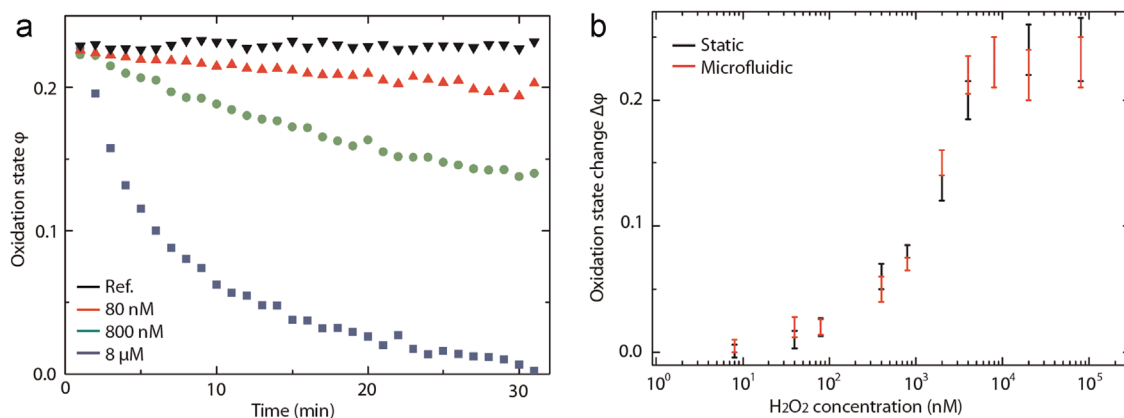 a
Oxidation state φ
0.2
0.1
0.0
Ref.
80 nM
800 nM
8 µM
10
20
30
Time (min)
b
Oxidation state change Δφ
0.2
0.1
0.0
Static
Microfluidic
10⁰
10¹
10²
10³
10⁴
10⁵
H₂O₂ concentration (nM)